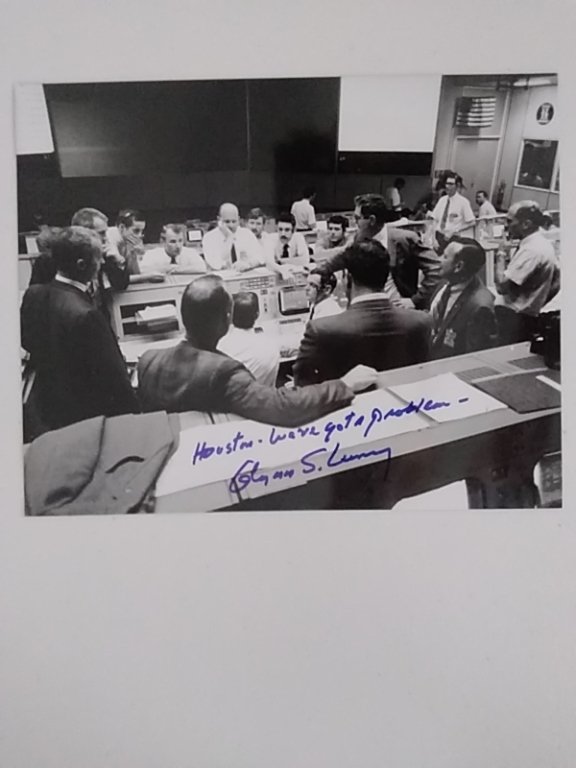 Houston - We've got a problem -
Glynn S. Lunney